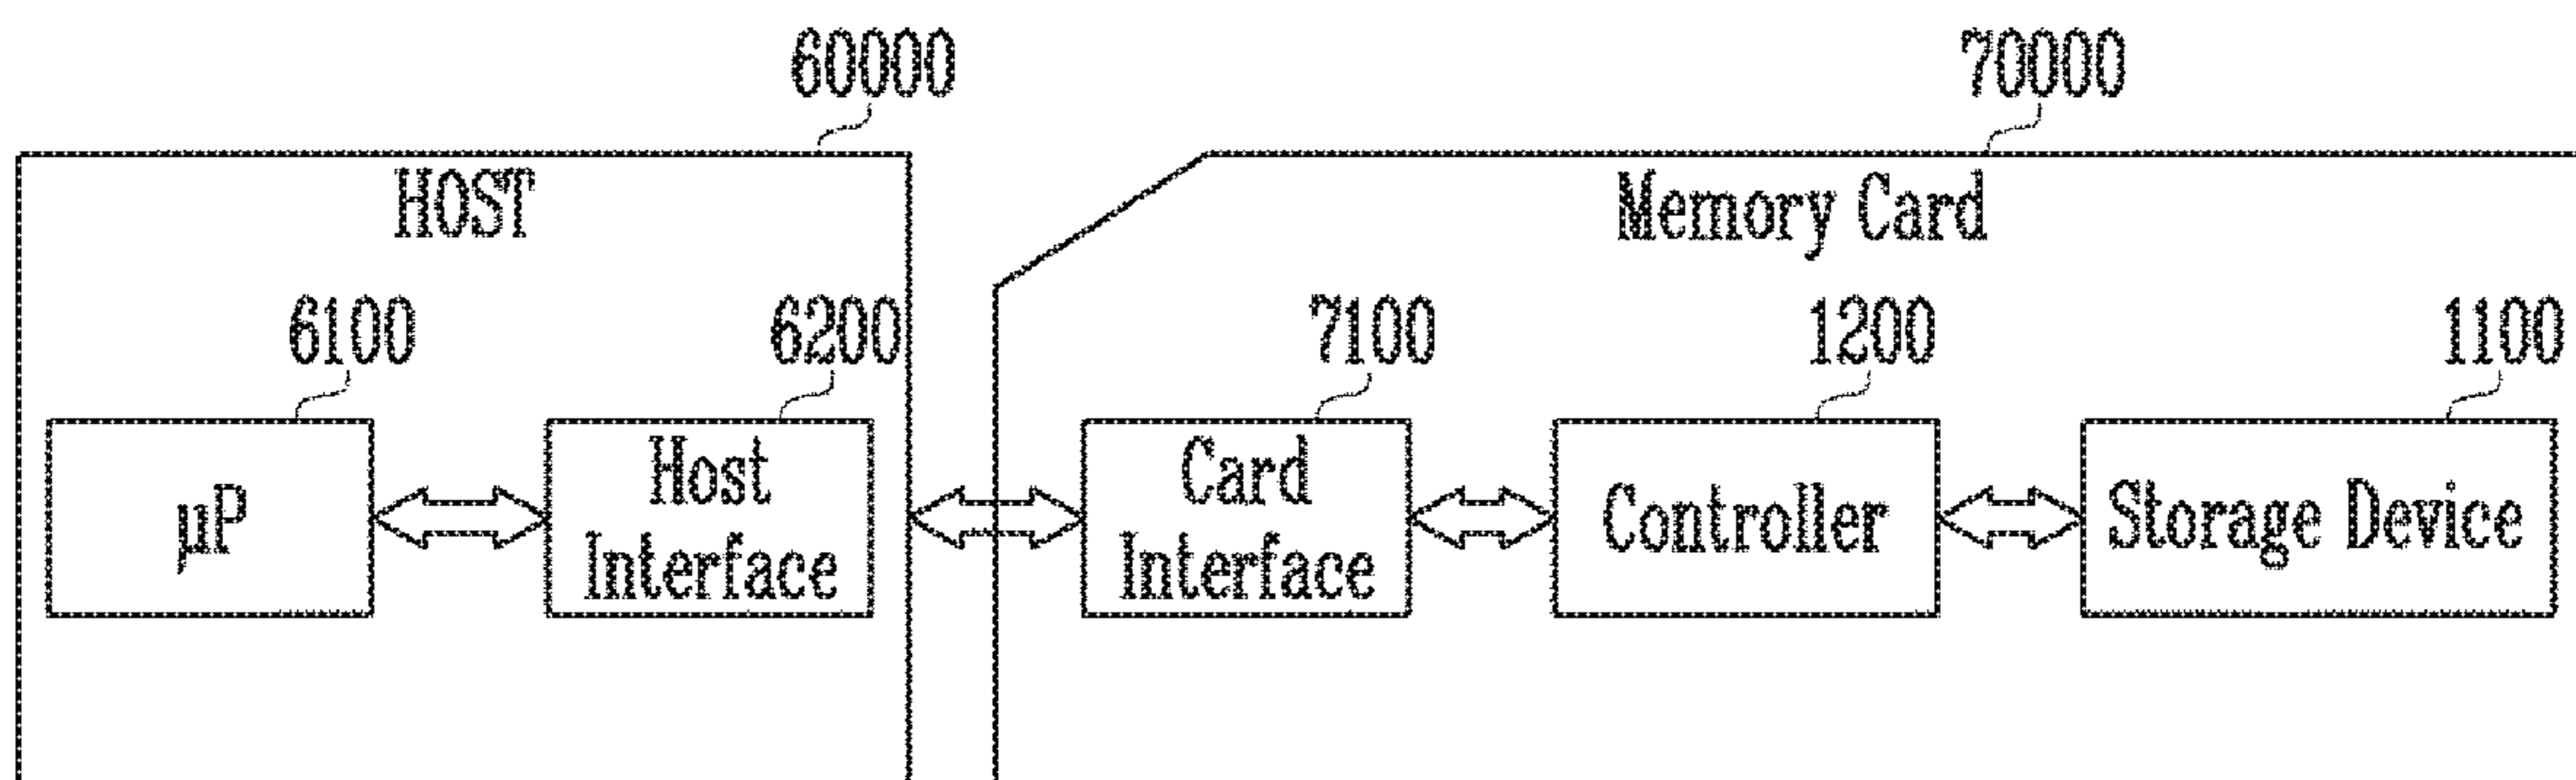 60000
70000
HOST
Memory Card
6100
6200
7100
1200
1100
μP
Host
Interface
Card
Interface
Controller
Storage Device